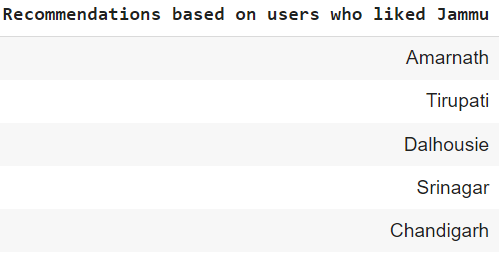 Recommendations based on users who liked Jammu
Amarnath
Tirupati
Dalhousie
Srinagar
Chandigarh